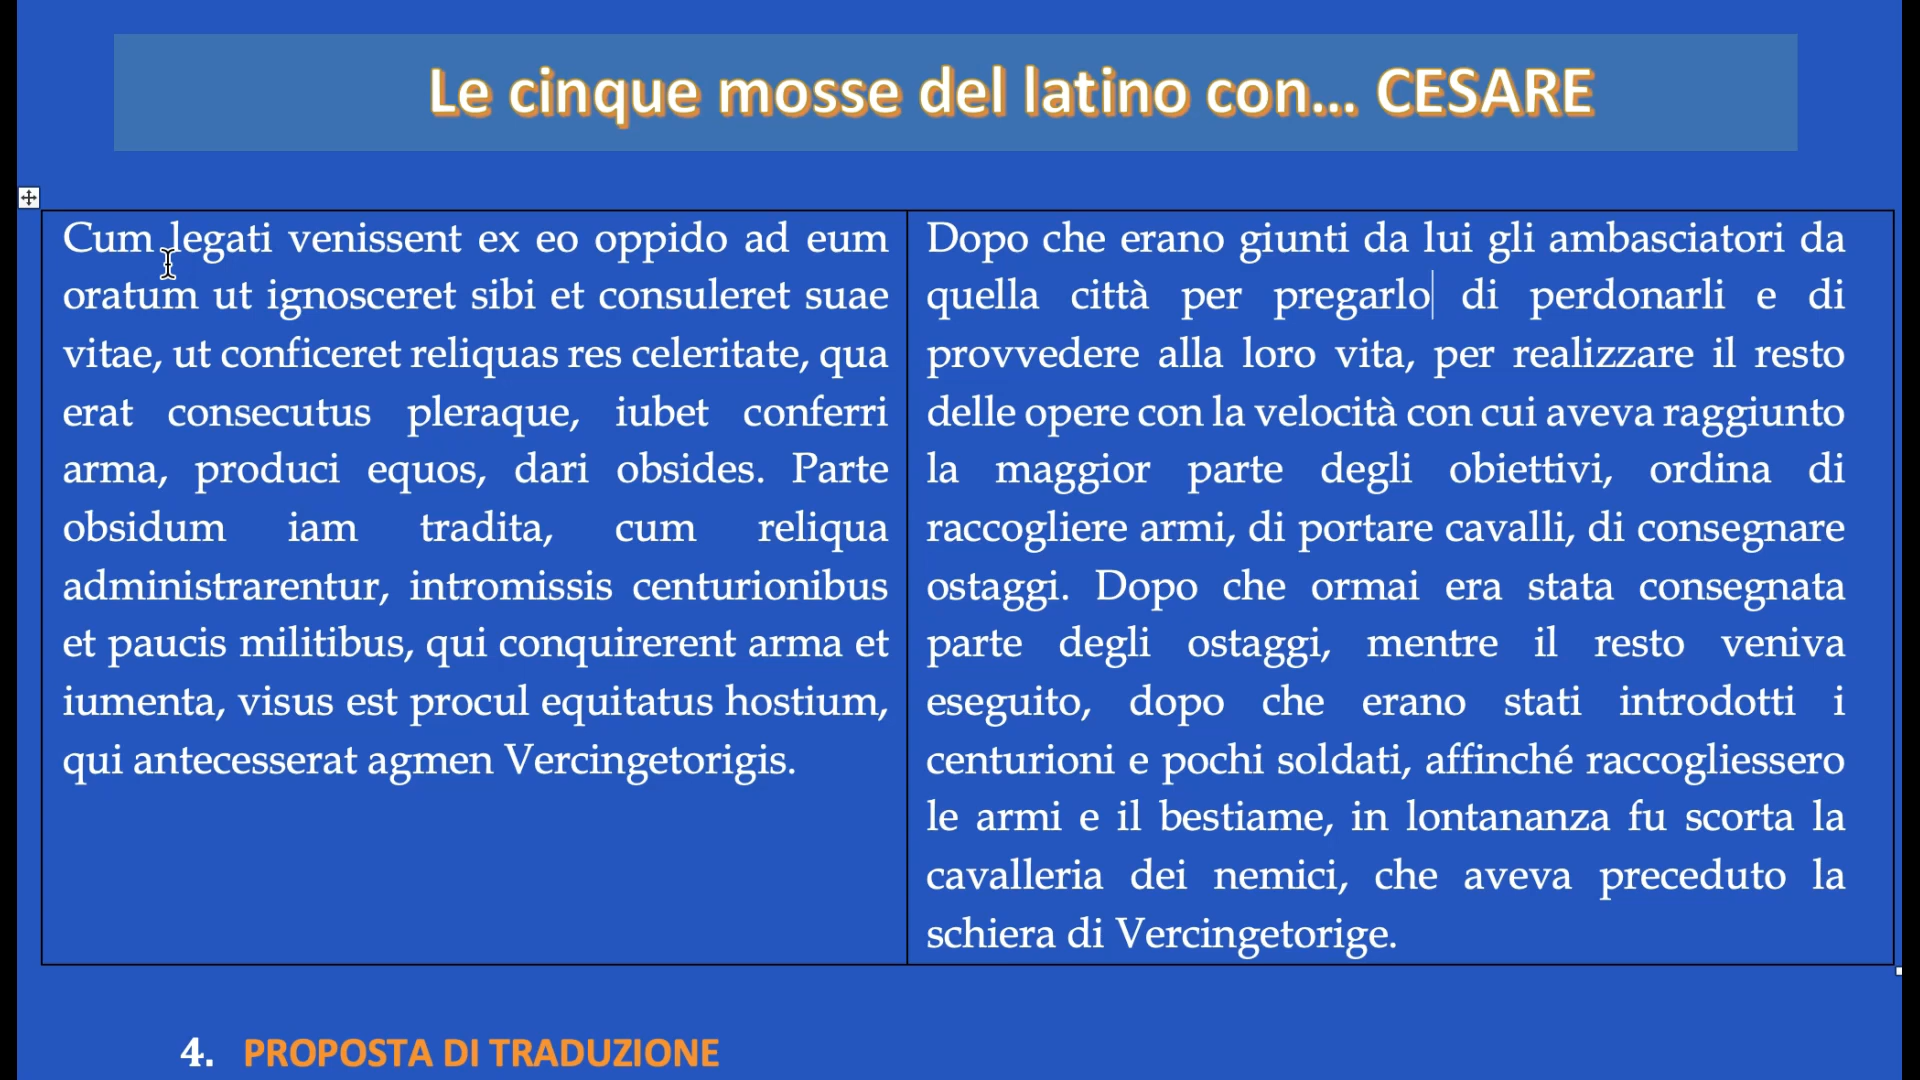 Le cinque mosse del latino con... CESARE
Cum legati venissent ex eo oppido ad eum
oratum ut ignosceret sibi et consuleret suae
vitae, ut conficeret reliquas res celeritate, qua
erat consecutus pleraque, iubet conferri
arma, produci equos, dari obsides. Parte
obsidum iam tradita, cum reliqua
administrarentur, intromissis centurionibus
et paucis militibus, qui conquirerent arma et
iumenta, visus est procul equitatus hostium,
qui antecesserat agmen Vercingetorigis.
Dopo che erano giunti da lui gli ambasciatori da
quella città per pregarlo di perdonarli e di
provvedere alla loro vita, per realizzare il resto
delle opere con la velocità con cui aveva raggiunto
la maggior parte degli obiettivi, ordina di
raccogliere armi, di portare cavalli, di consegnare
ostaggi. Dopo che ormai era stata consegnata
parte degli ostaggi, mentre il resto veniva
eseguito, dopo che erano stati introdotti i
centurioni e pochi soldati, affinché raccogliessero
le armi e il bestiame, in lontananza fu scorta la
cavalleria dei nemici, che aveva preceduto la
schiera di Vercingetorige.
4. PROPOSTA DI TRADUZIONE